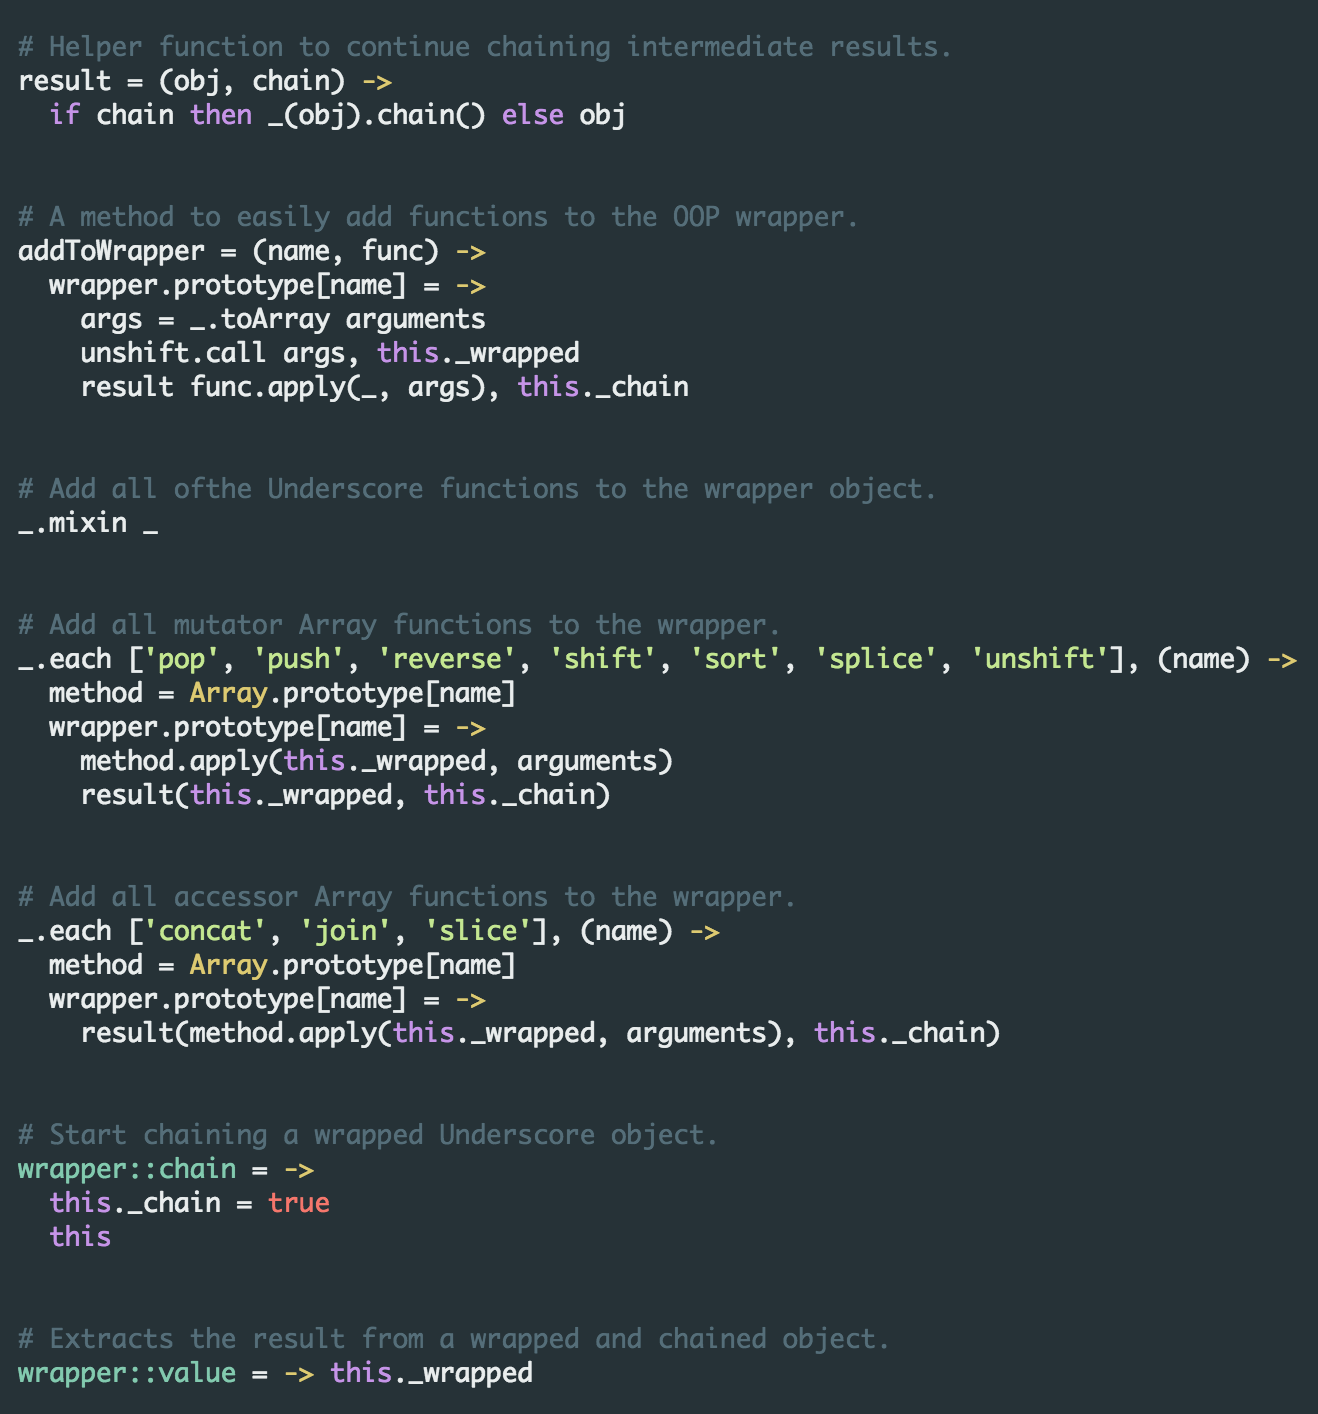 # Helper function to continue chaining intermediate results.
result = (obj, chain) ->
  if chain then _(obj).chain() else obj
# A method to easily add functions to the OOP wrapper.
addToWrapper = (name, func) ->
  wrapper.prototype[name] = ->
    args = _.toArray arguments
    unshift.call args, this._wrapped
    result func.apply(_, args), this._chain
# Add all ofthe Underscore functions to the wrapper object.
_.mixin _
# Add all mutator Array functions to the wrapper.
_.each ['pop', 'push', 'reverse', 'shift', 'sort', 'splice', 'unshift'], (name) ->
  method = Array.prototype[name]
  wrapper.prototype[name] = ->
    method.apply(this._wrapped, arguments)
    result(this._wrapped, this._chain)
# Add all accessor Array functions to the wrapper.
_.each ['concat', 'join', 'slice'], (name) ->
  method = Array.prototype[name]
  wrapper.prototype[name] = ->
    result(method.apply(this._wrapped, arguments), this._chain)
# Start chaining a wrapped Underscore object.
wrapper::chain = ->
  this._chain = true
  this
# Extracts the result from a wrapped and chained object.
wrapper::value = -> this._wrapped